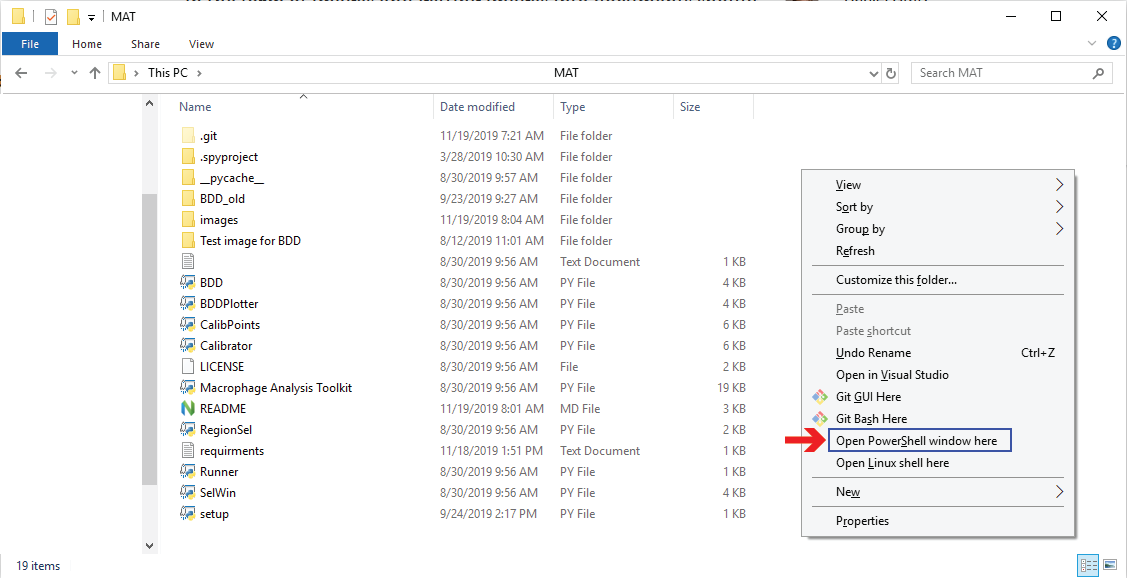 MAT
File Home Share View
This PC MAT Search MAT
Name Date modified Type Size
.git 11/19/2019 7:21 AM File folder
.spyproject 3/28/2019 10:30 AM File folder
__pycache__ 8/30/2019 9:57 AM File folder
BDD_old 9/23/2019 9:27 AM File folder
images 11/19/2019 8:04 AM File folder
Test image for BDD 8/12/2019 11:01 AM File folder
8/30/2019 9:56 AM Text Document 1 KB
BDD 8/30/2019 9:56 AM PY File 4 KB
BDDPlotter 8/30/2019 9:56 AM PY File 4 KB
CalibPoints 8/30/2019 9:56 AM PY File 6 KB
Calibrator 8/30/2019 9:56 AM PY File 6 KB
LICENSE 8/30/2019 9:56 AM File 2 KB
Macrophage Analysis Toolkit 8/30/2019 9:56 AM PY File 19 KB
README 11/19/2019 8:01 AM MD File 3 KB
RegionSel 8/30/2019 9:56 AM PY File 2 KB
requirments 11/18/2019 1:51 PM Text Document 1 KB
Runner 8/30/2019 9:56 AM PY File 1 KB
SelWin 8/30/2019 9:56 AM PY File 4 KB
setup 9/24/2019 2:17 PM PY File 1 KB
View
Sort by
Group by
Refresh
Customize this folder...
Paste
Paste shortcut
Undo Rename Ctrl+Z
Open in Visual Studio
Git GUI Here
Git Bash Here
Open PowerShell window here
Open Linux shell here
New
Properties
19 items